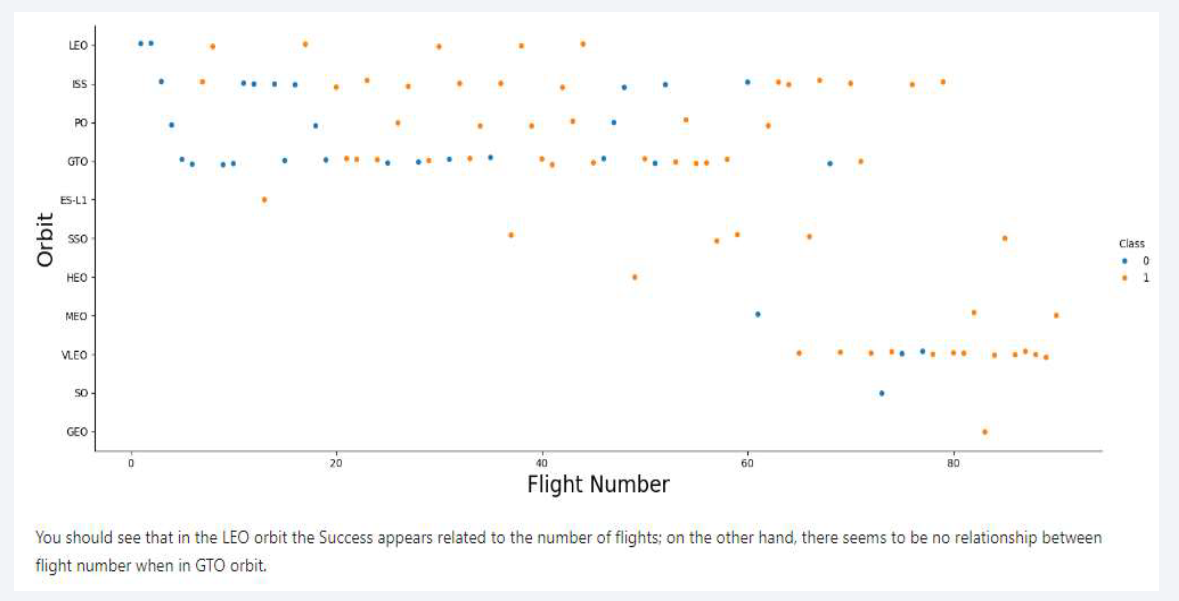 LEO
ISS
PO
GTO
ES-L1
SSO
HEO
MEO
VLEO
SO
GEO
Orbit
0 20 40 60 80
Flight Number
Class
0
1
You should see that in the LEO orbit the Success appears related to the number of flights; on the other hand, there seems to be no relationship between
flight number when in GTO orbit.